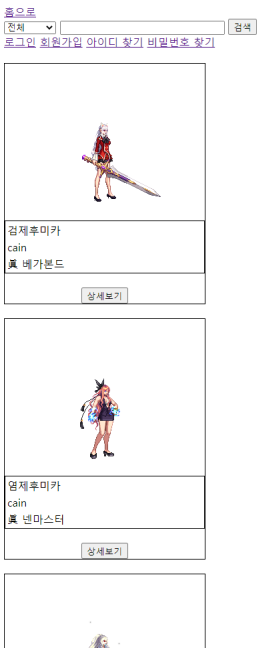 홈으로
전체 검색
로그인 회원가입 아이디 찾기 비밀번호 찾기
검제후미카
cain
眞 베가본드
상세보기
염제후미카
cain
眞 넨마스터
상세보기